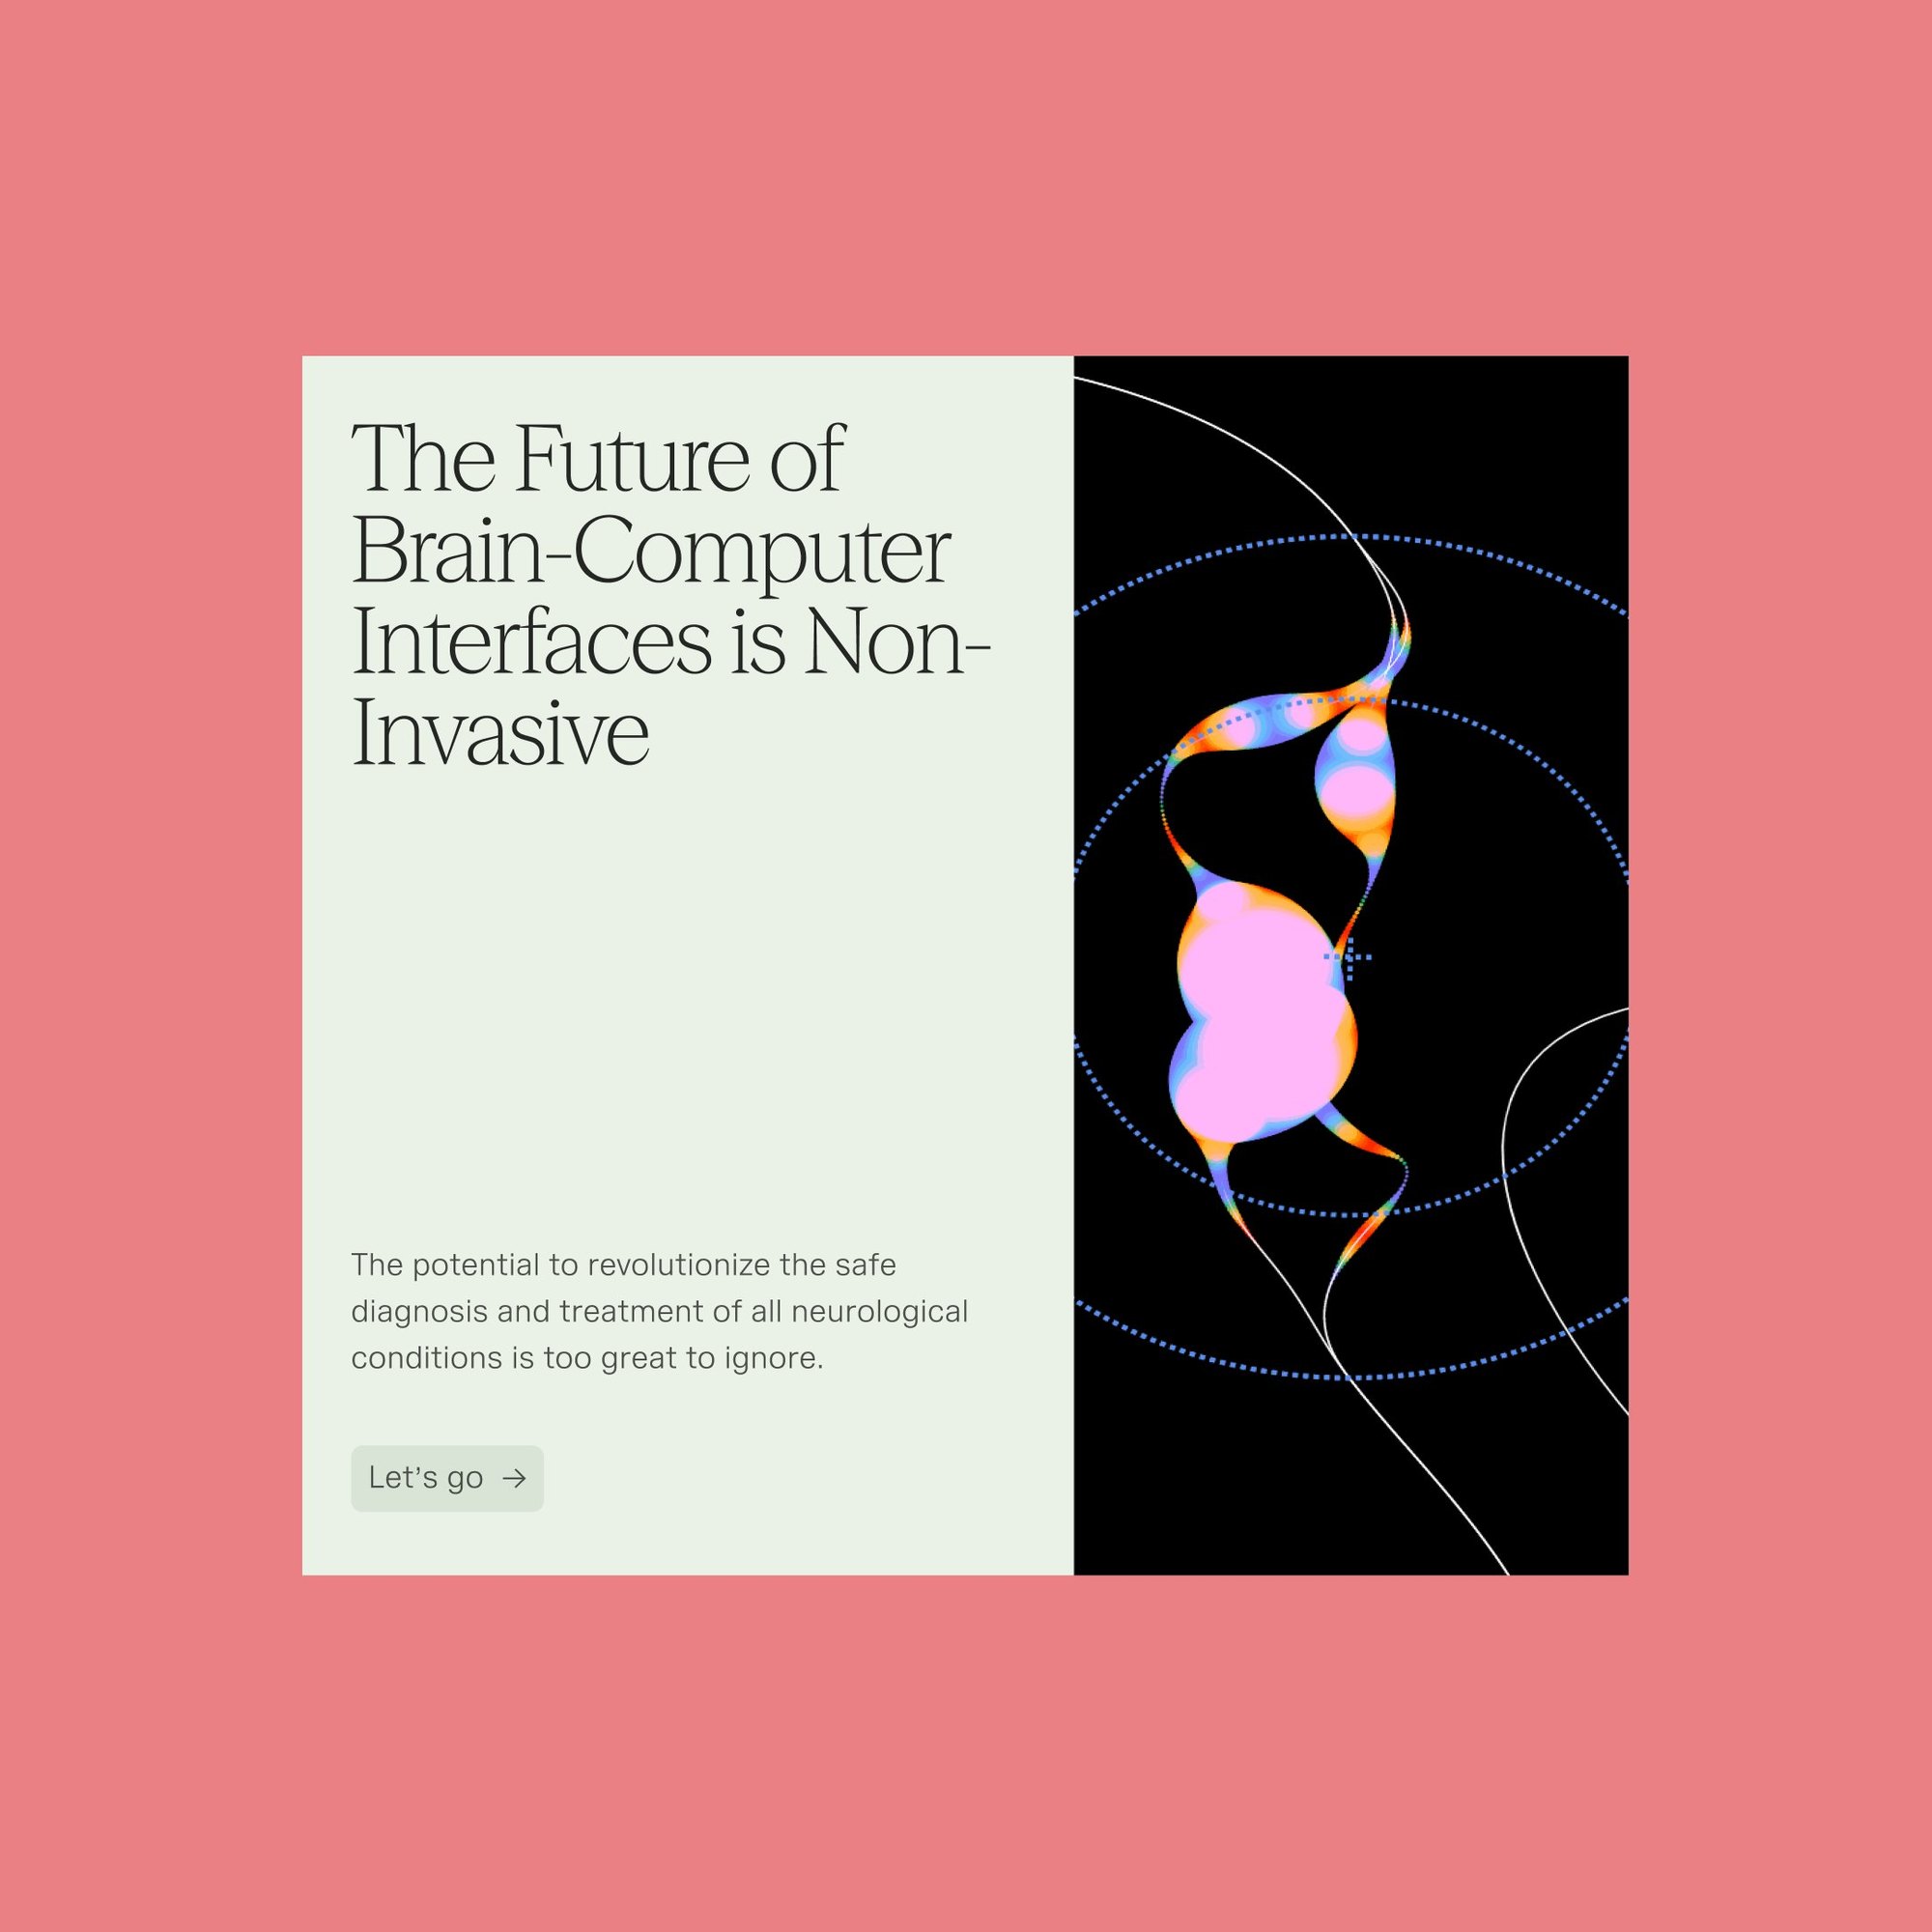 The Future of
Brain-Computer
Interfaces is Non-
Invasive
The potential to revolutionize the safe
diagnosis and treatment of all neurological
conditions is too great to ignore.
Let’s go →